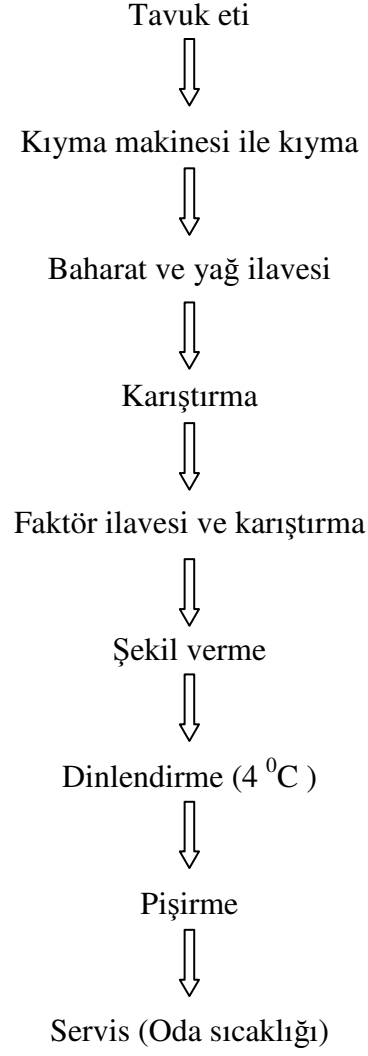 Tavuk eti
Kıyma makinesi ile kıyma
Baharat ve yağ ilavesi
Karıştırma
Faktör ilavesi ve karıştırma
Şekil verme
Dinlendirme (4 ⁰C )
Pişirme
Servis (Oda sıcaklığı)